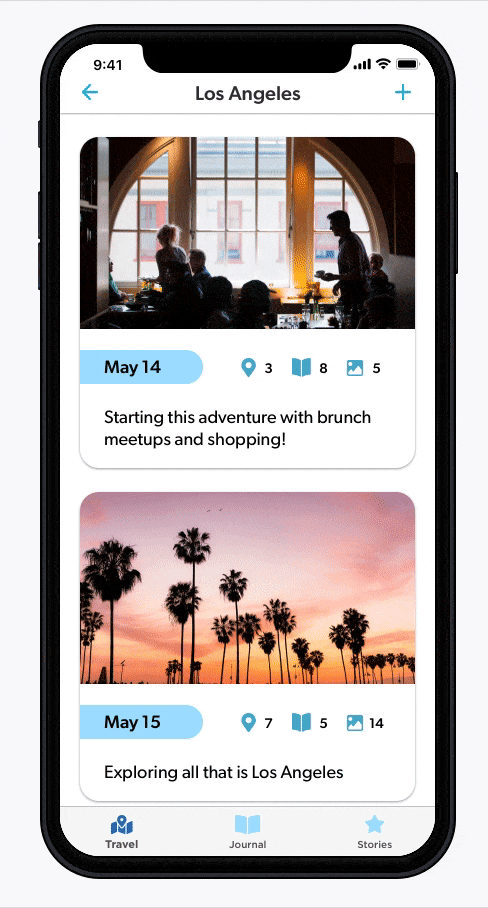 9:41
Los Angeles
May 14
3
8
5
Starting this adventure with brunch
meetups and shopping!
May 15
7
5
14
Exploring all that is Los Angeles
Travel
Journal
Stories